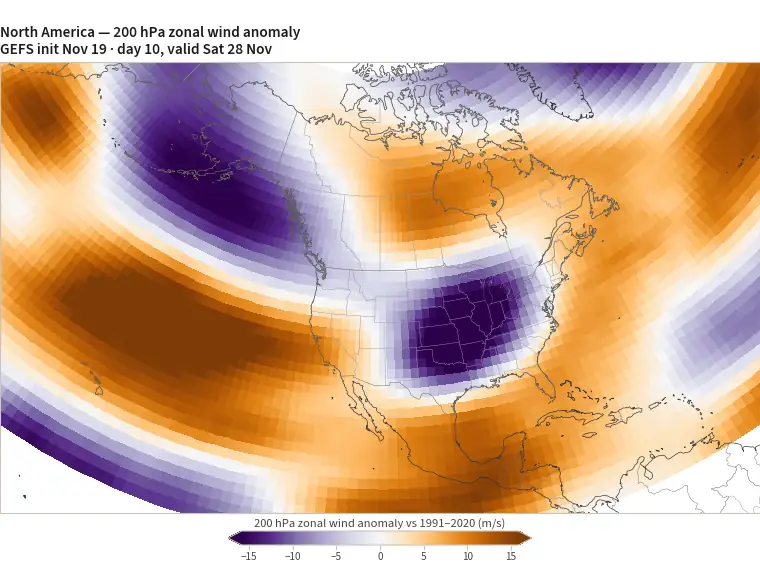 North America — 200 hPa zonal wind anomaly
GEFS init Nov 19 · day 10, valid Sat 28 Nov
200 hPa zonal wind anomaly vs 1991–2020 (m/s)
−15 −10 −5 0 5 10 15